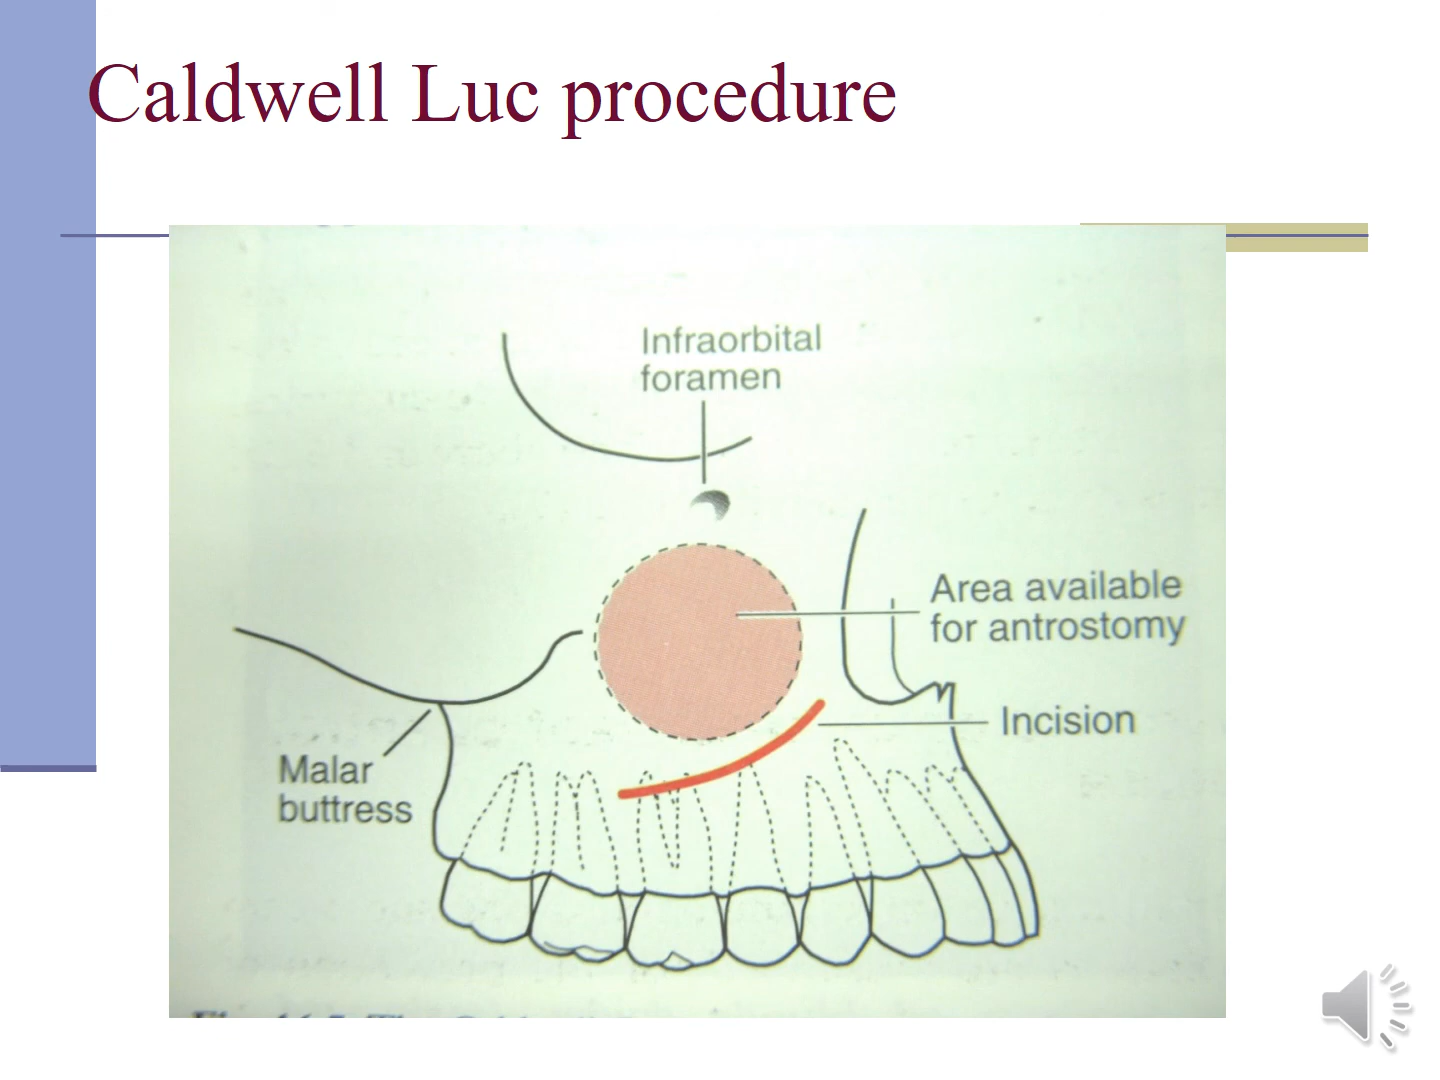 Caldwell Luc procedure
Infraorbital
foramen
Area available
for antrostomy
Incision
Malar
buttress